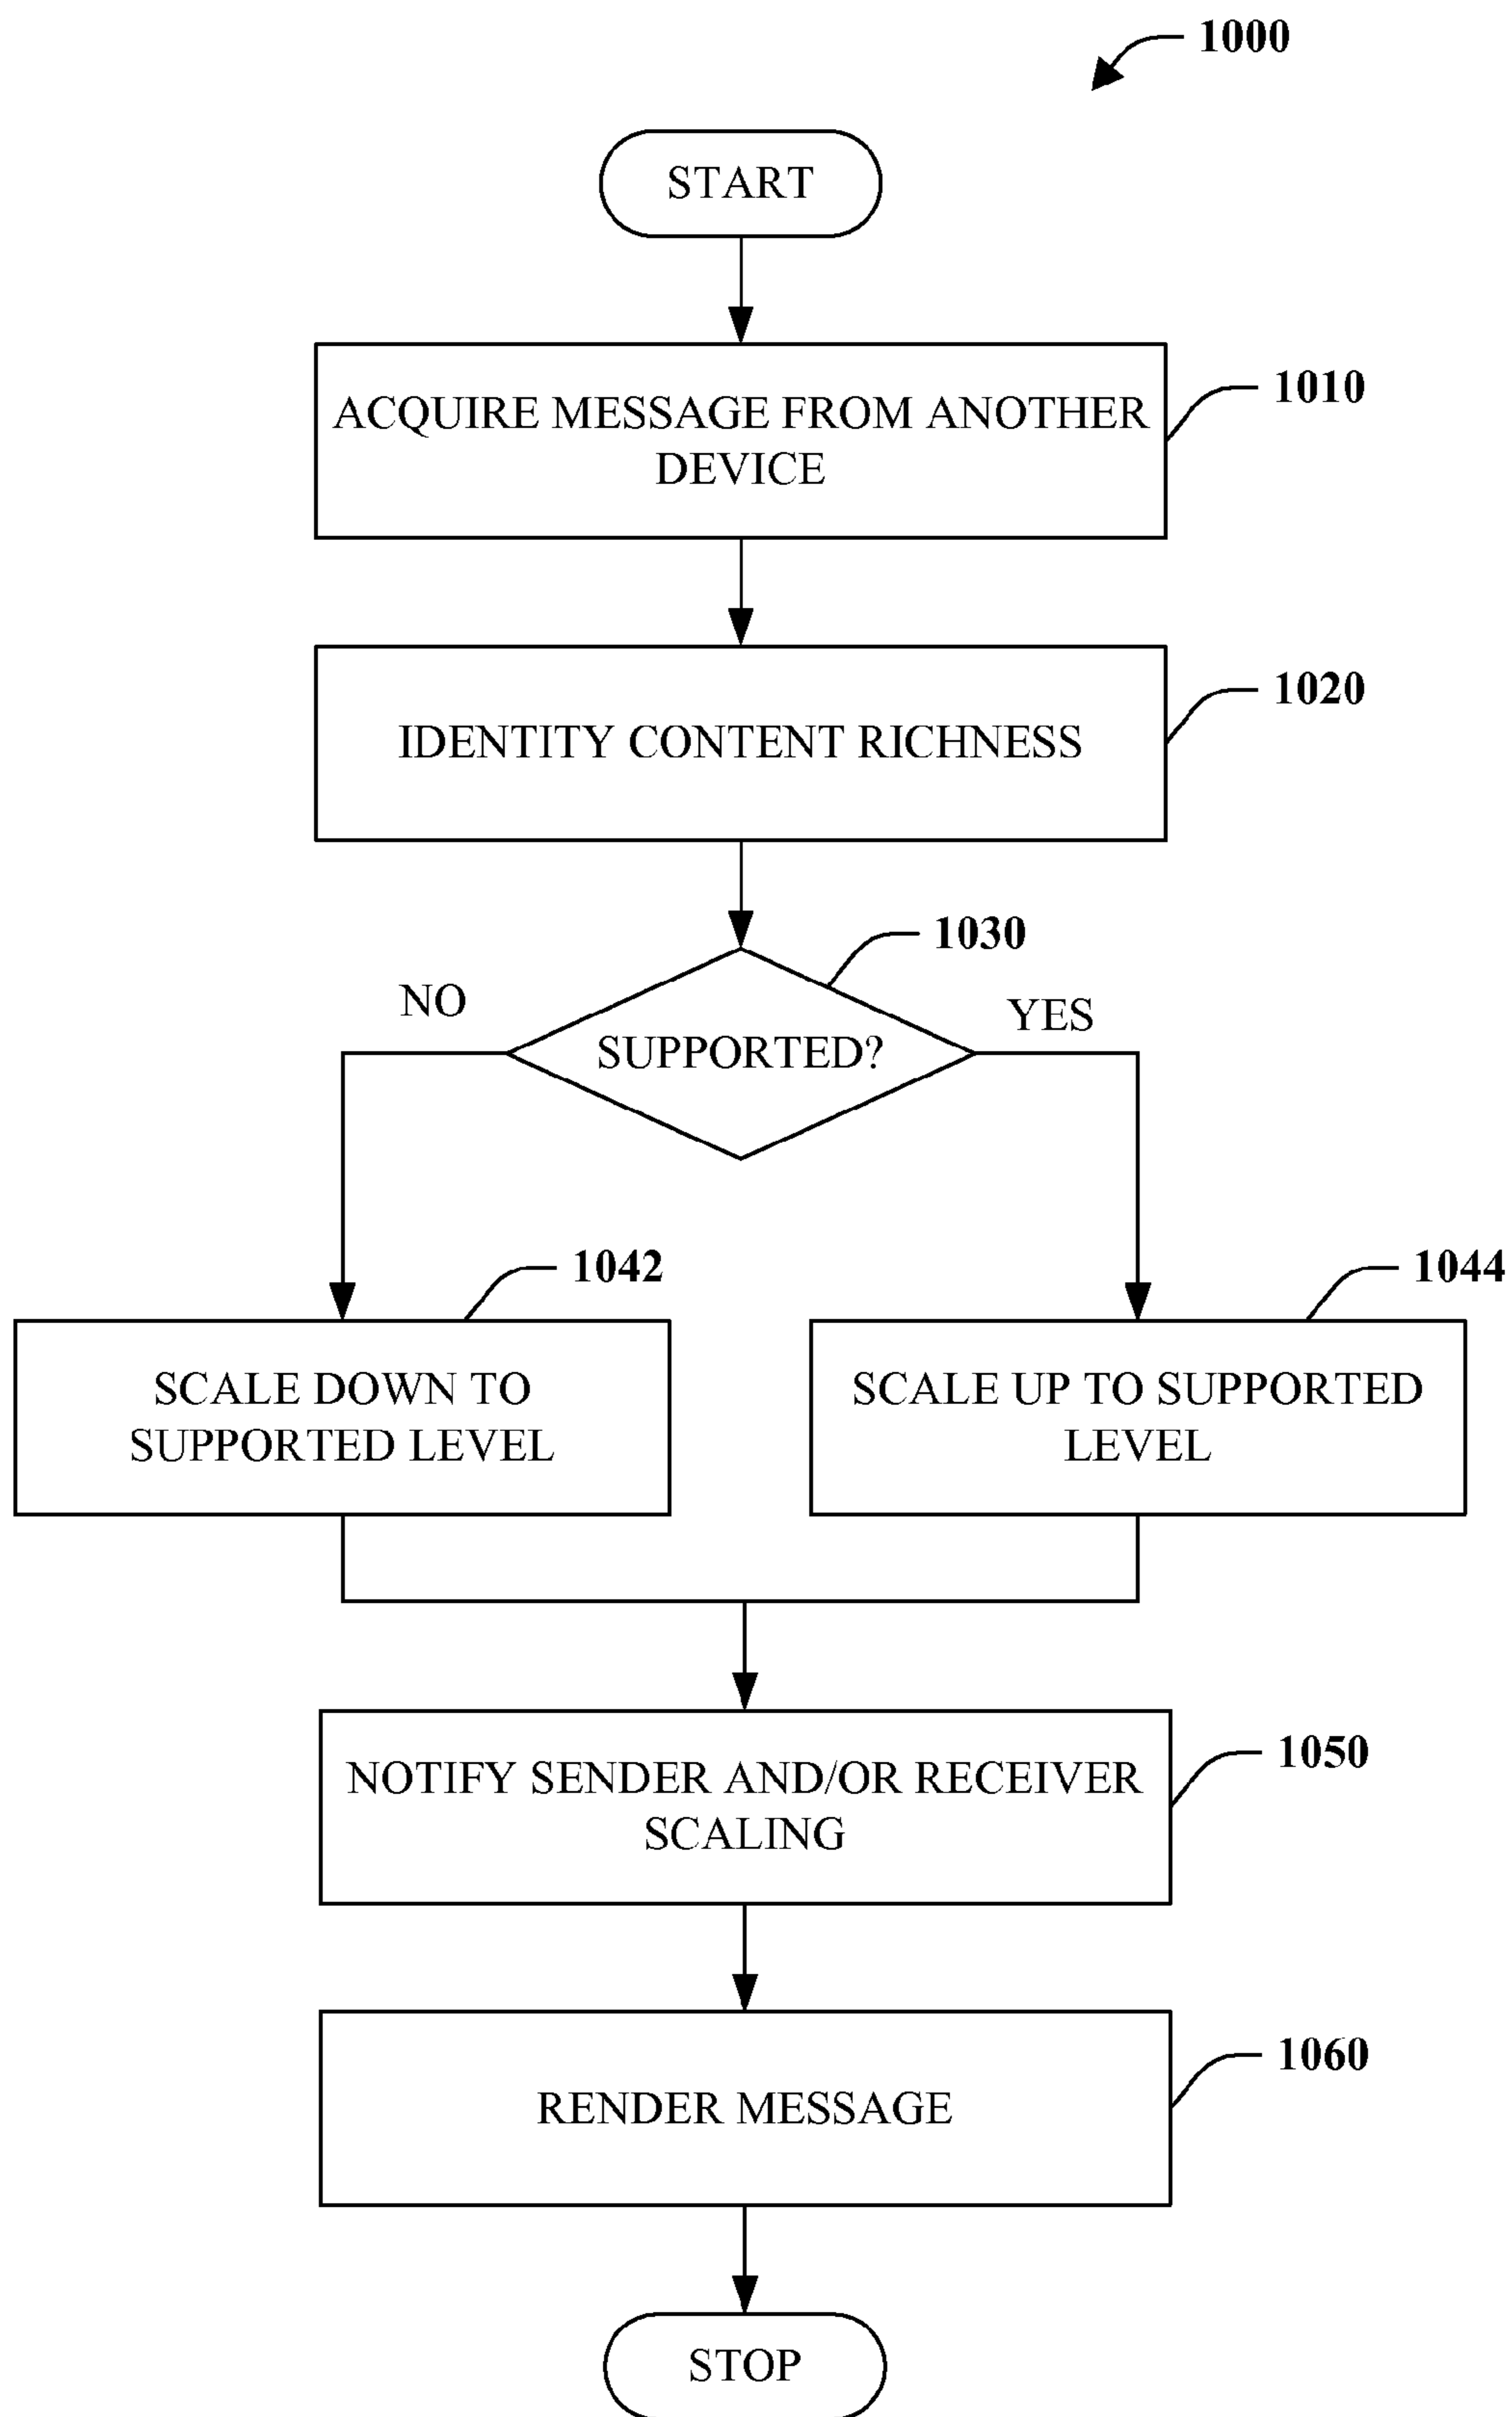 1000
START
ACQUIRE MESSAGE FROM ANOTHER
DEVICE
1010
IDENTITY CONTENT RICHNESS
1020
1030
NO
YES
SUPPORTED?
1042
1044
SCALE DOWN TO
SUPPORTED LEVEL
SCALE UP TO SUPPORTED
LEVEL
NOTIFY SENDER AND/OR RECEIVER
SCALING
1050
RENDER MESSAGE
1060
STOP